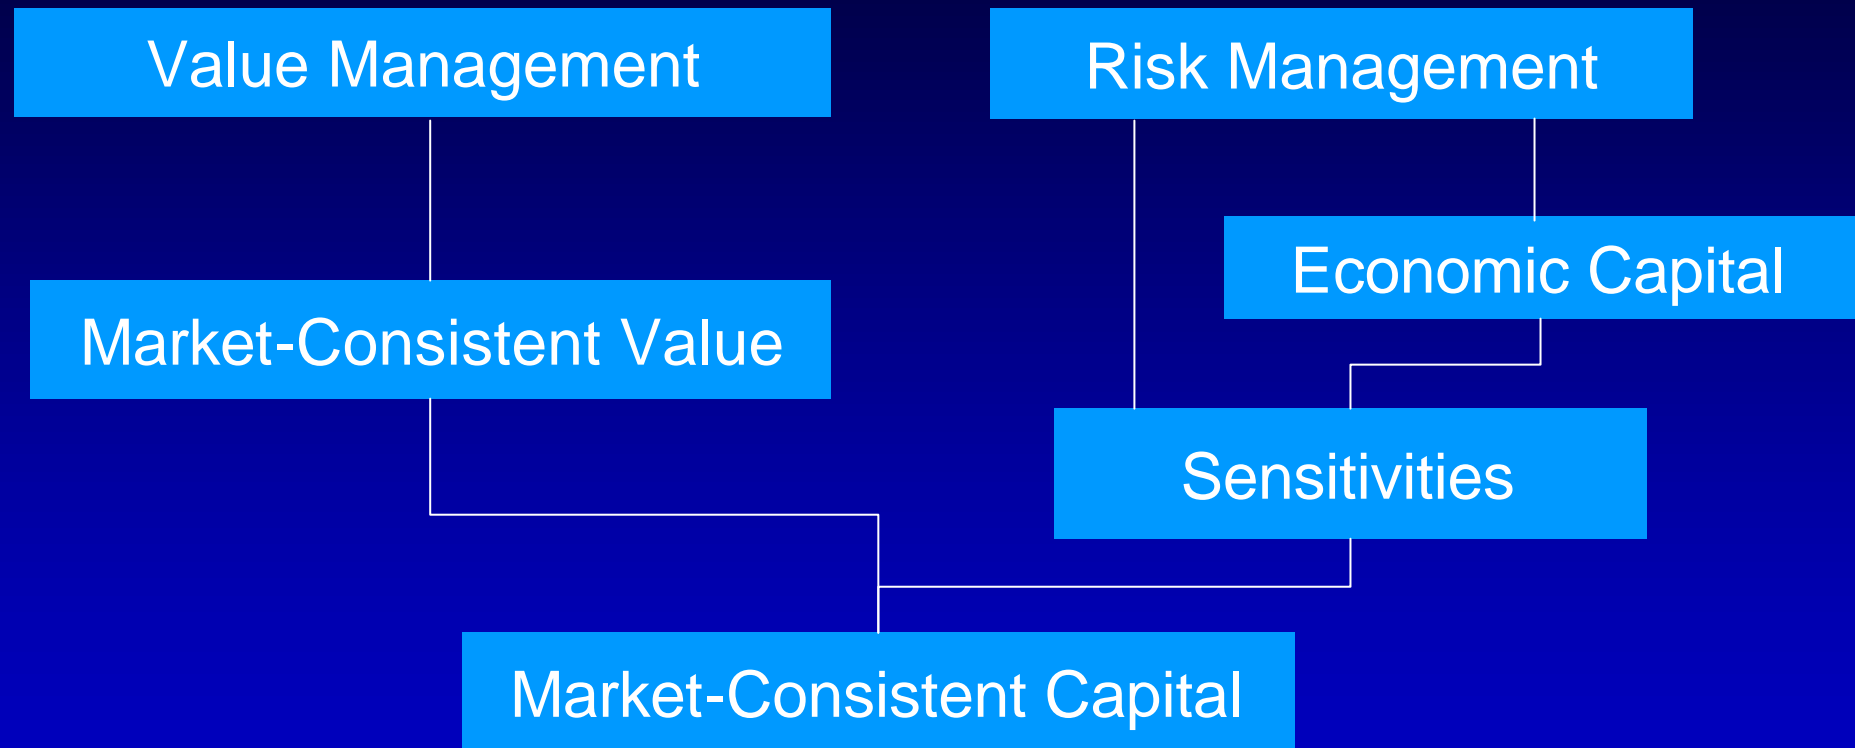 Value Management
Risk Management
Economic Capital
Market-Consistent Value
Sensitivities
Market-Consistent Capital